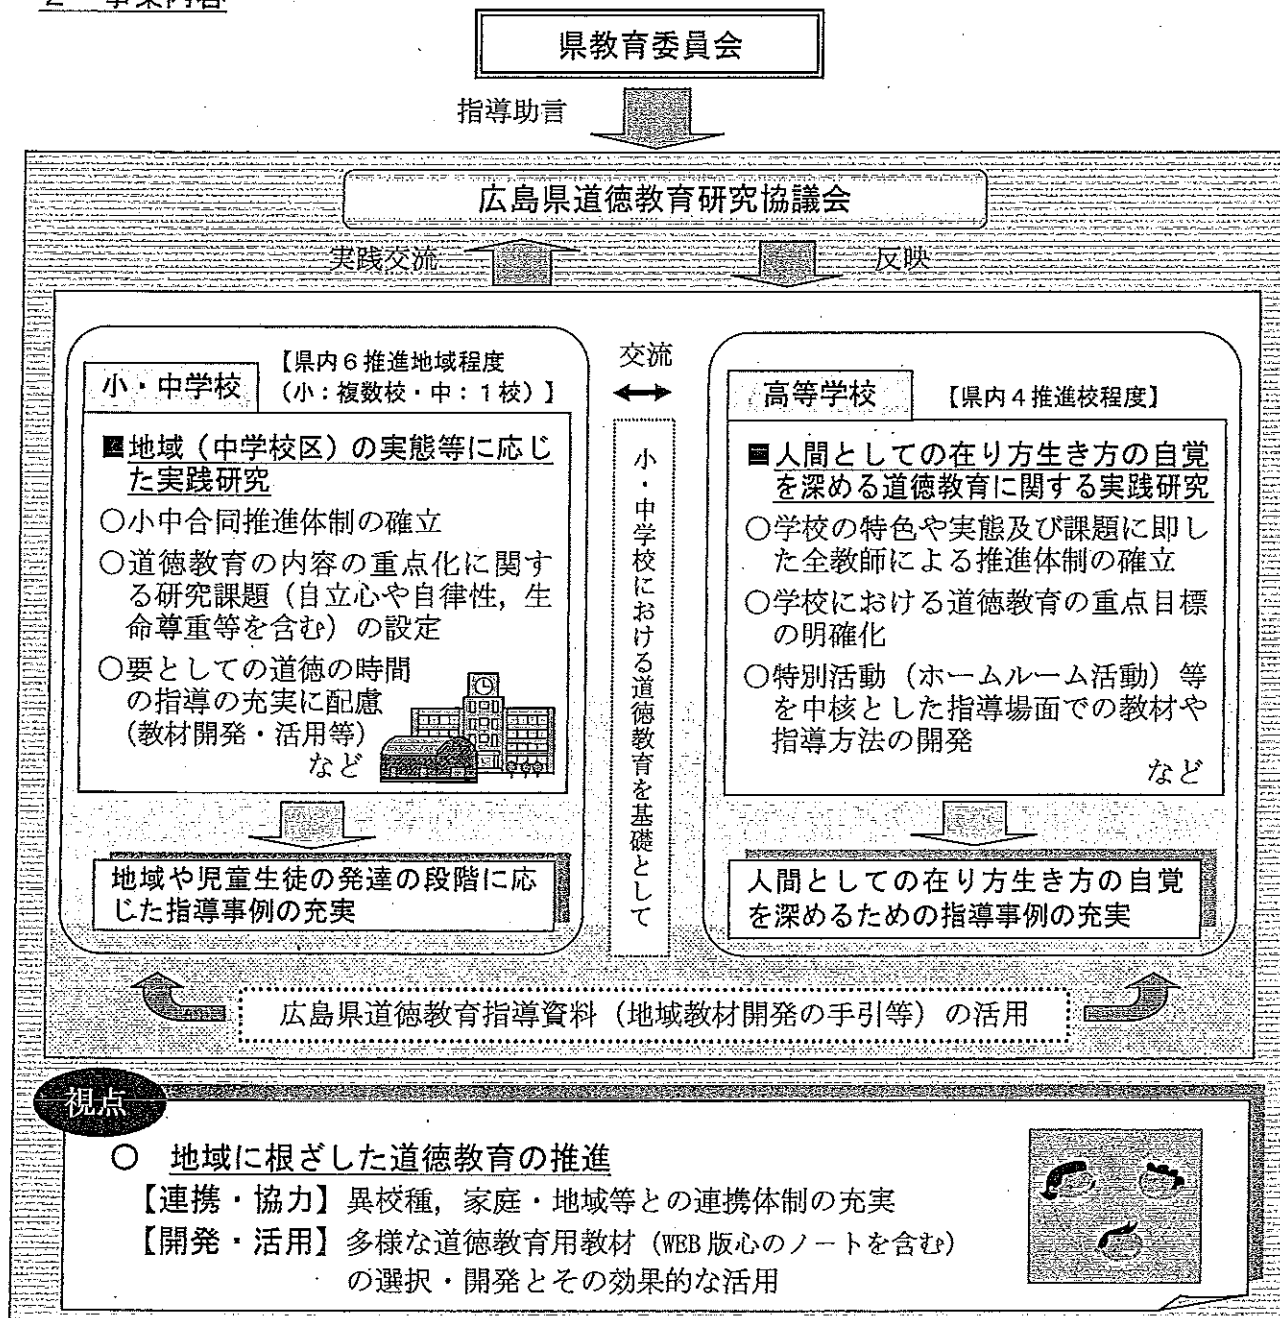 ２　事業内容
県教育委員会
指導助言
広島県道徳教育研究協議会
実践交流
反映
小・中学校
【県内６推進地域程度
（小：複数校・中：１校）】
■地域（中学校区）の実態等に応じ
た実践研究
○小中合同推進体制の確立
○道徳教育の内容の重点化に関す
る研究課題（自立心や自律性，生
命尊重等を含む）の設定
○要としての道徳の時間
の指導の充実に配慮
（教材開発・活用等）
など
地域や児童生徒の発達の段階に応
じた指導事例の充実
交流
小・中学校における道徳教育を基礎として
高等学校
【県内４推進校程度】
■人間としての在り方生き方の自覚
を深める道徳教育に関する実践研究
○学校の特色や実態及び課題に即し
た全教師による推進体制の確立
○学校における道徳教育の重点目標
の明確化
○特別活動（ホームルーム活動）等
を中核とした指導場面での教材や
指導方法の開発
など
人間としての在り方生き方の自覚
を深めるための指導事例の充実
広島県道徳教育指導資料（地域教材開発の手引等）の活用
視点
○　地域に根ざした道徳教育の推進
【連携・協力】異校種，家庭・地域等との連携体制の充実
【開発・活用】多様な道徳教育用教材（WEB版心のノートを含む）
の選択・開発とその効果的な活用